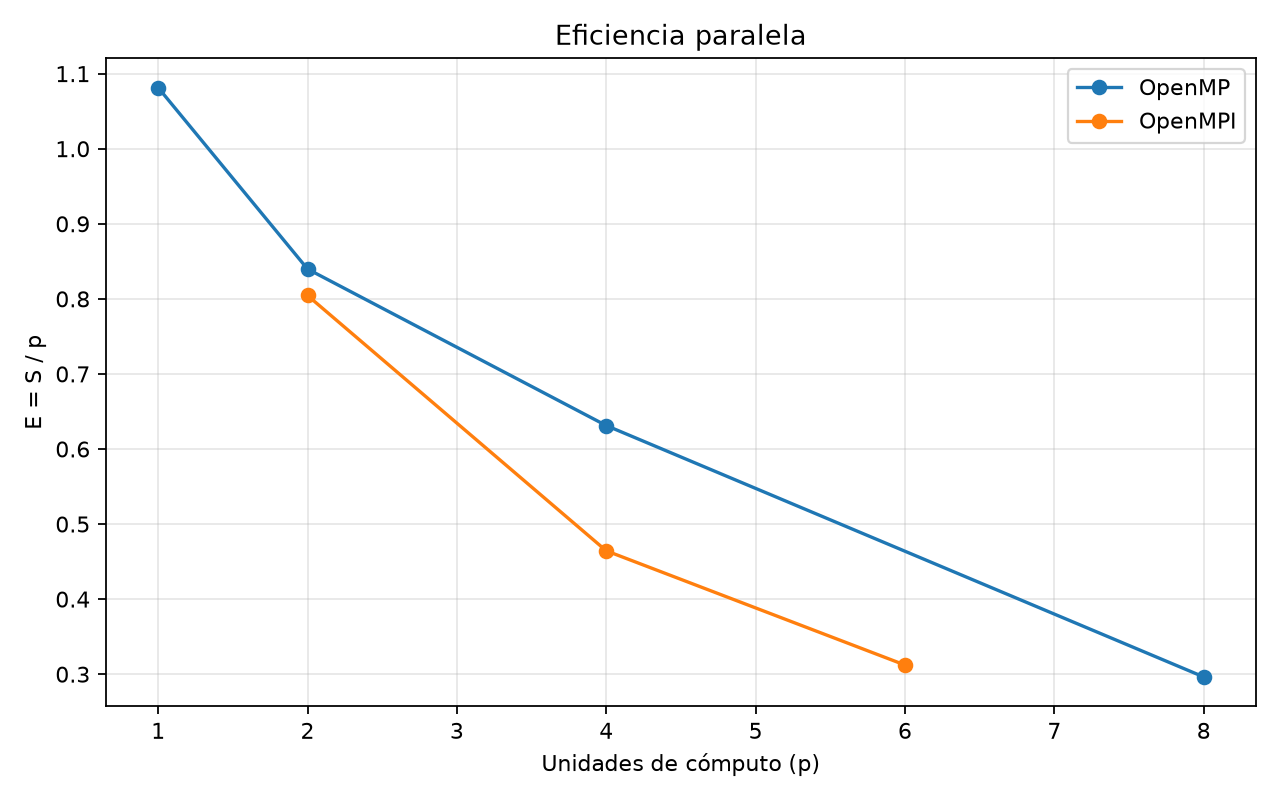 Eficiencia paralela
OpenMP
OpenMPI
E = S / p
1.1
1.0
0.9
0.8
0.7
0.6
0.5
0.4
0.3
1 2 3 4 5 6 7 8
Unidades de cómputo (p)